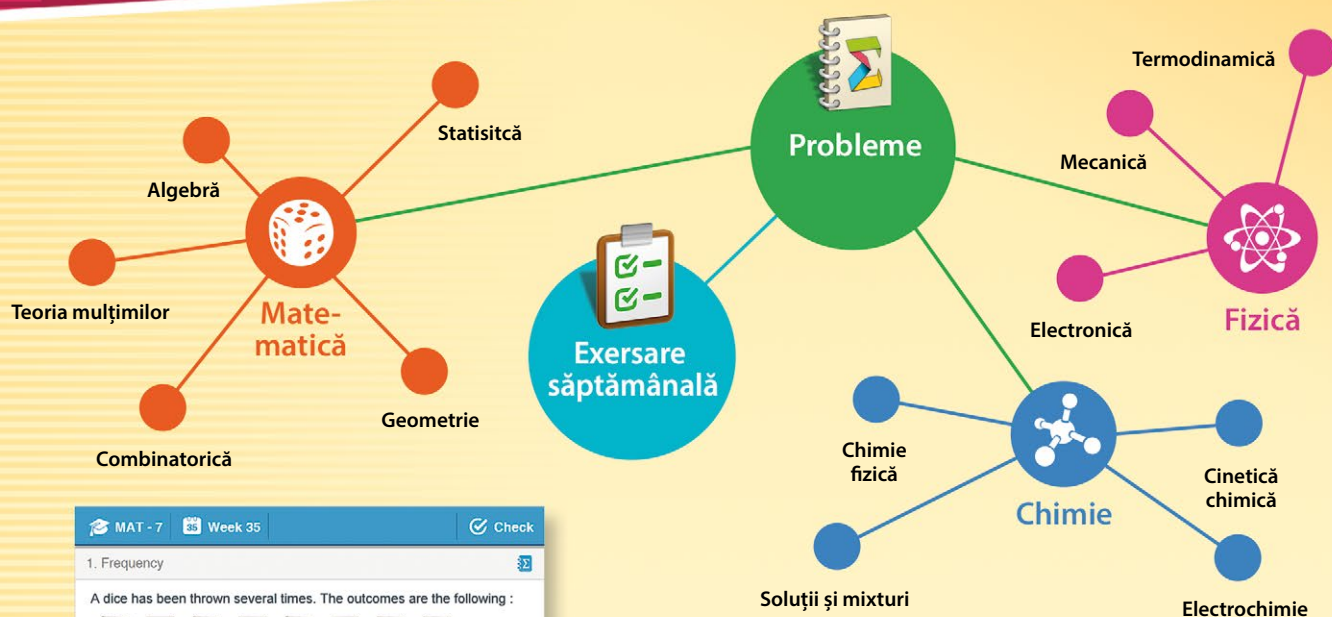 Termodinamică
Statisitcă
Probleme
Mecanică
Algebră
Teoria mulțimilor
Mate-
matică
Exersare
săptămânală
Electronică
Fizică
Geometrie
Combinatorică
Chimie
fizică
Cinetică
chimică
Chimie
Soluții și mixturi
Electrochimie
MAT - 7
35
Week 35
Check
1. Frequency
Σ
A dice has been thrown several times. The outcomes are the following :